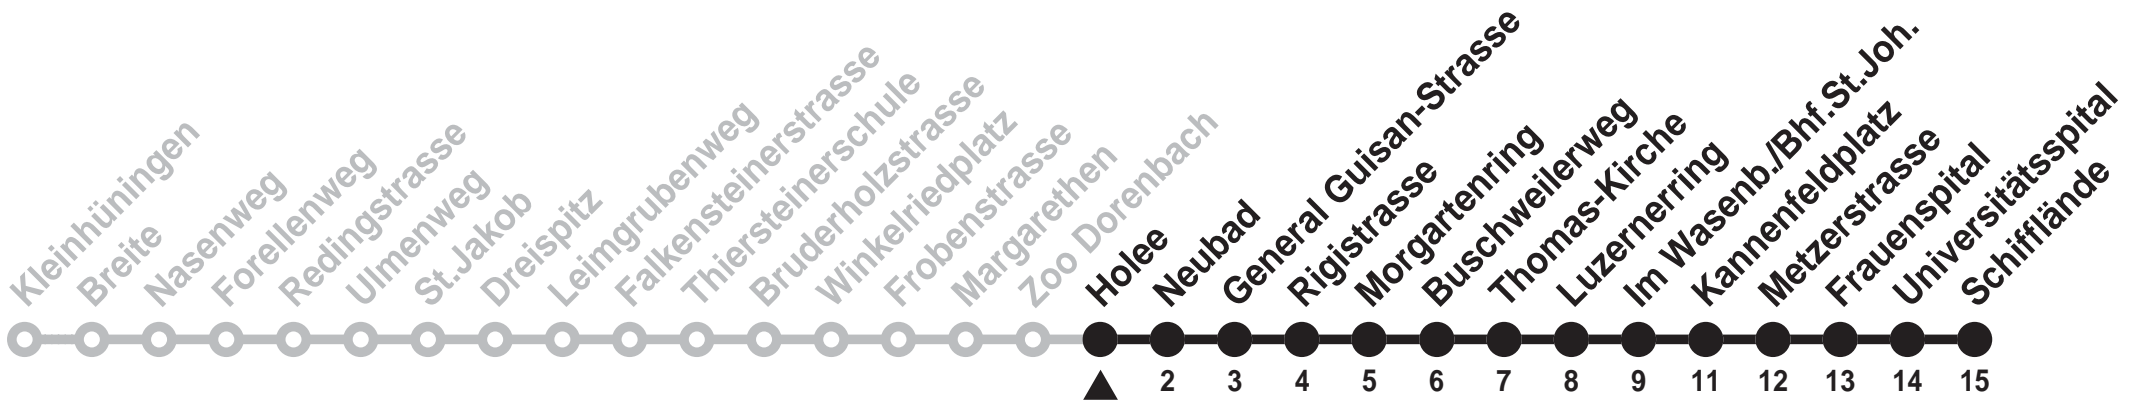 Kleinhüningen
Breite
Nasenweg
Forellenweg
Redingstrasse
Ulmenweg
St.Jakob
Dreispitz
Leimgrubenweg
Falkensteinerstrasse
Thiersteinerschule
Bruderholzstrasse
Winkelriedplatz
Frobenstrasse
Margarethen
Zoo Dorenbach
Holee
Neubad
General Guisan-Strasse
Rigistrasse
Morgartenring
Buschweilerweg
Thomas-Kirche
Luzernerring
Im Wasenb./Bhf.St.Joh.
Kannenfeldplatz
Metzerstrasse
Frauenspital
Universitätsspital
Schifflände
2 3 4 5 6 7 8 9 11 12 13 14 15